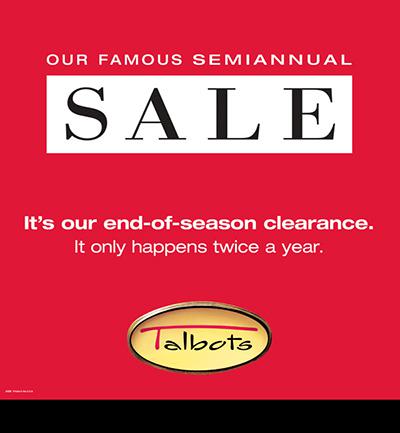 OUR FAMOUS SEMIANNUAL
SALE
It's our end-of-season clearance.
It only happens twice a year.
Talbots